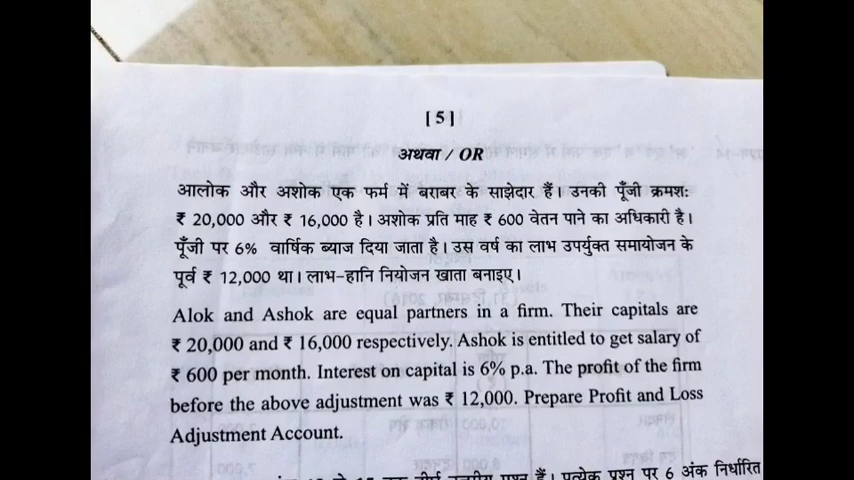 [ 5 ]
अथवा / OR
आलोक और अशोक एक फर्म में बराबर के साझेदार हैं। उनकी पूँजी क्रमश:
₹ 20,000 और ₹ 16,000 है। अशोक प्रति माह ₹ 600 वेतन पाने का अधिकारी है।
पूँजी पर 6% वार्षिक ब्याज दिया जाता है। उस वर्ष का लाभ उपर्युक्त समायोजन के
पूर्व ₹ 12,000 था। लाभ-हानि नियोजन खाता बनाइए।
Alok and Ashok are equal partners in a firm. Their capitals are
₹ 20,000 and ₹ 16,000 respectively. Ashok is entitled to get salary of
₹ 600 per month. Interest on capital is 6% p.a. The profit of the firm
before the above adjustment was ₹ 12,000. Prepare Profit and Loss
Adjustment Account.
प्रश्न हैं। प्रत्येक प्रश्न पर 6 अंक निर्धारित